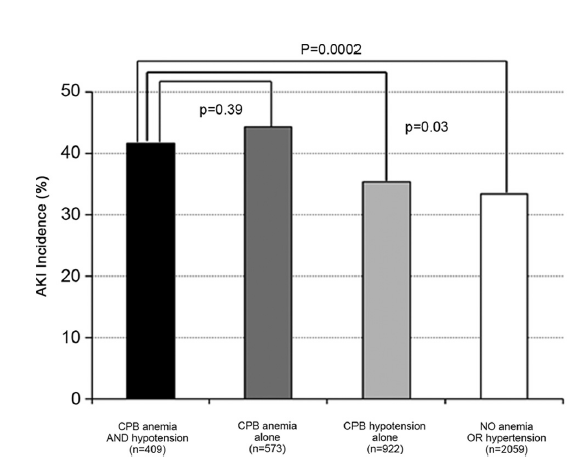 P=0.0002
p=0.39
p=0.03
AKI Incidence (%)
50
40
30
20
10
0
CPB anemia
AND hypotension
(n=409)
CPB anemia
alone
(n=573)
CPB hypotension
alone
(n=922)
NO anemia
OR hypertension
(n=2059)